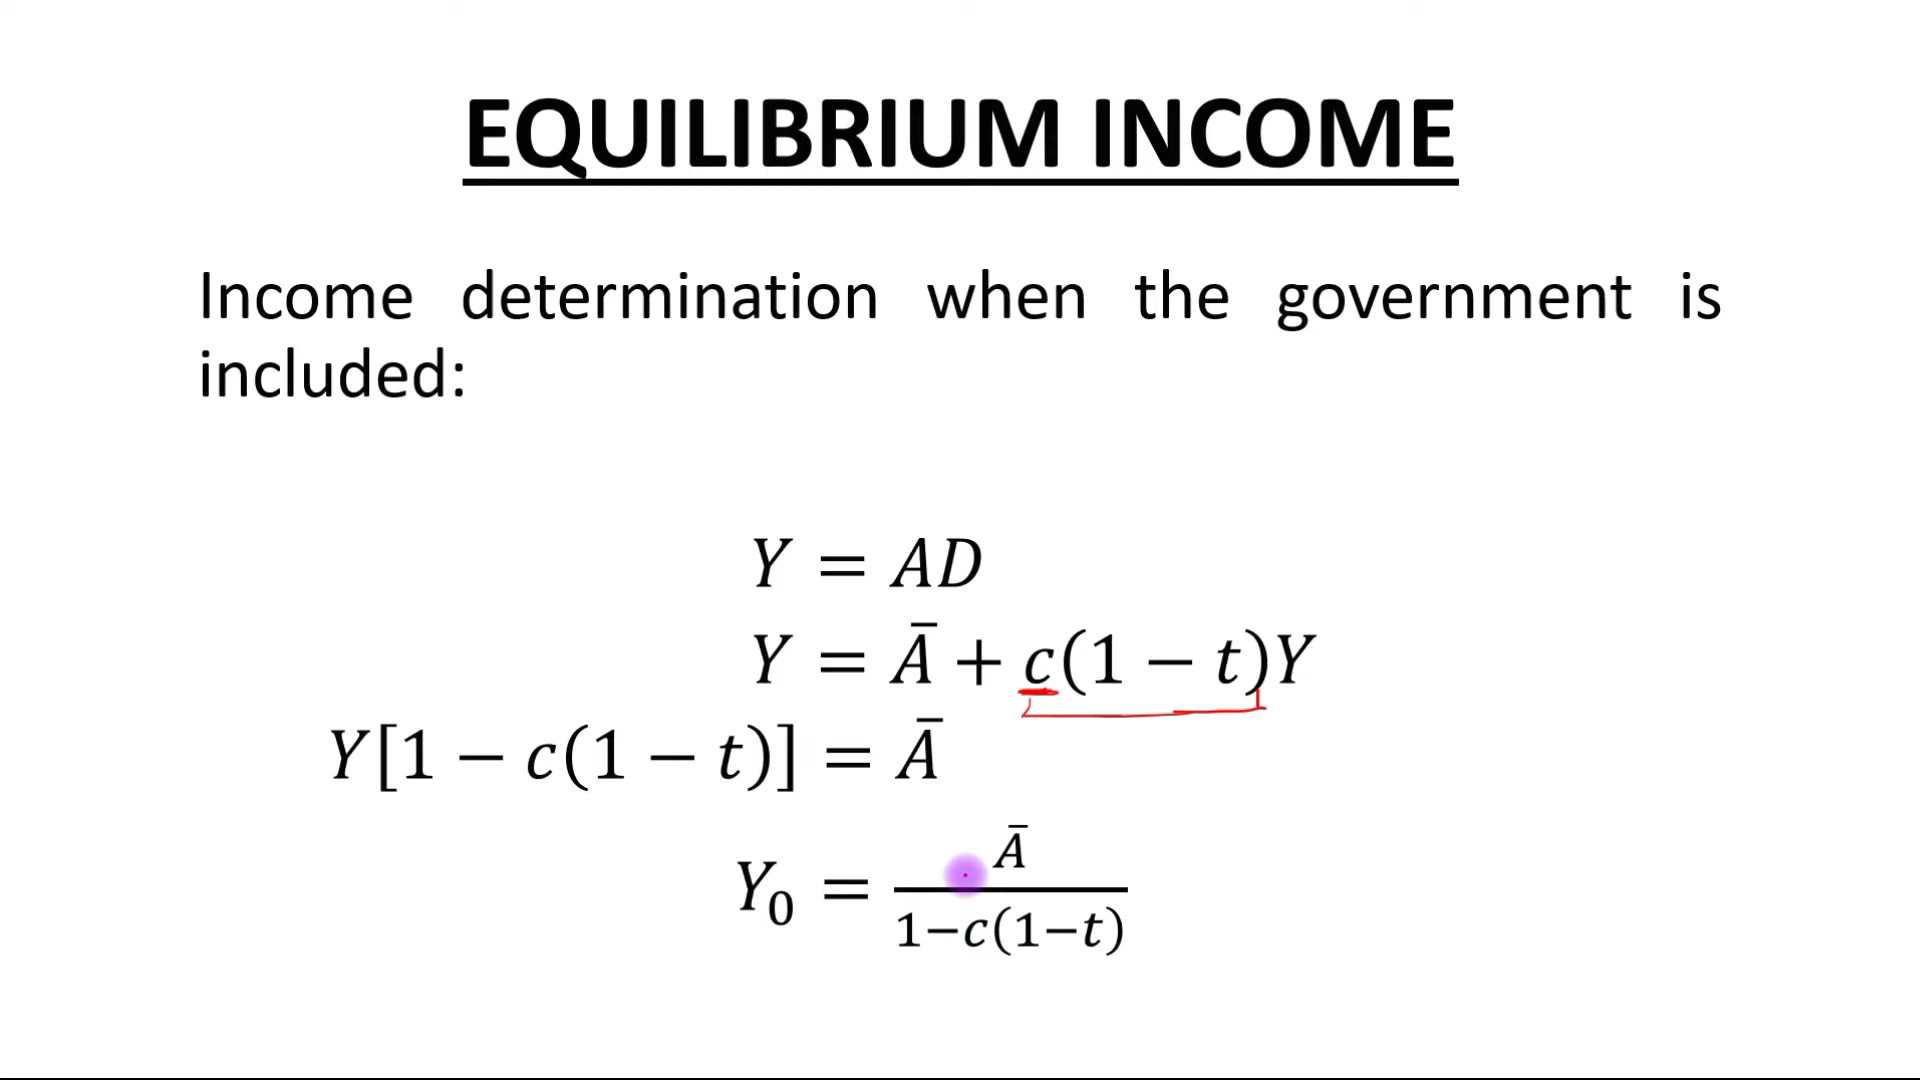 EQUILIBRIUM INCOME
Income determination when the government is
included:
Y = AD
Y = Ā + c(1 − t)Y
Y[1 − c(1 − t)] = Ā
Y₀ = Ā / 1−c(1−t)